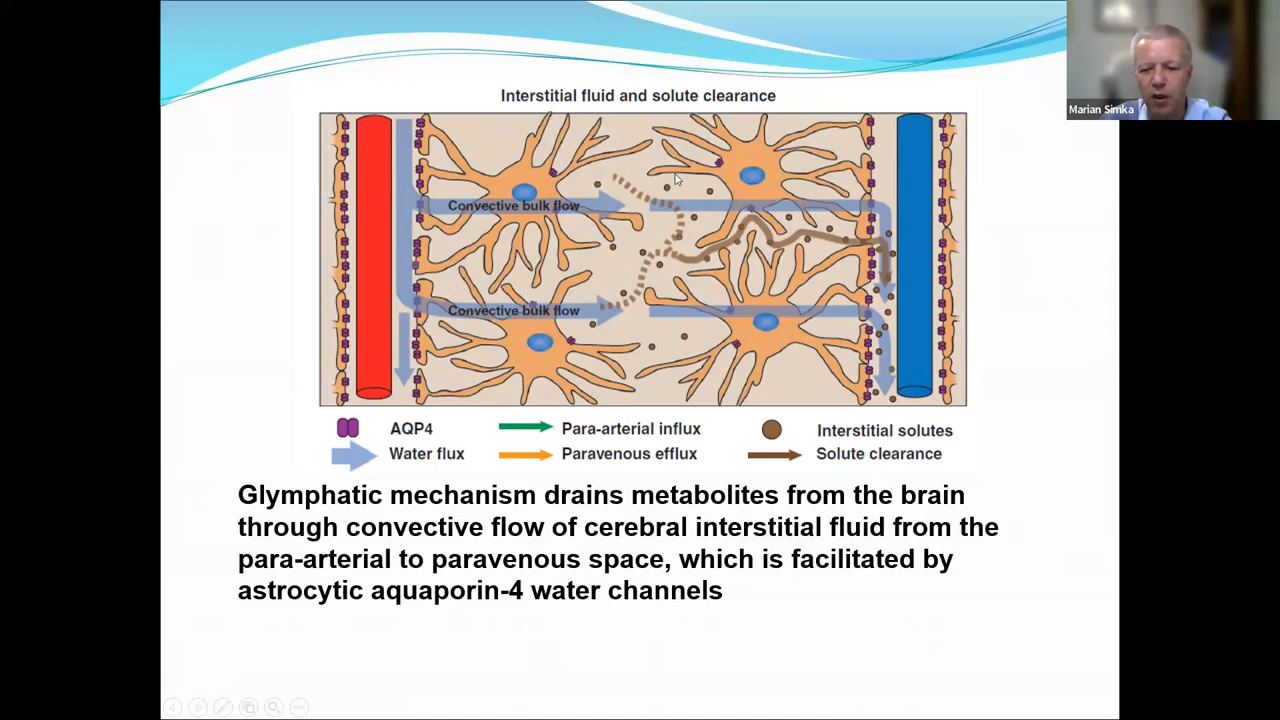 Marian Simka
Interstitial fluid and solute clearance
Convective bulk flow
Convective bulk flow
AQP4
Para-arterial influx
Interstitial solutes
Water flux
Paravenous efflux
Solute clearance
Glymphatic mechanism drains metabolites from the brain
through convective flow of cerebral interstitial fluid from the
para-arterial to paravenous space, which is facilitated by
astrocytic aquaporin-4 water channels